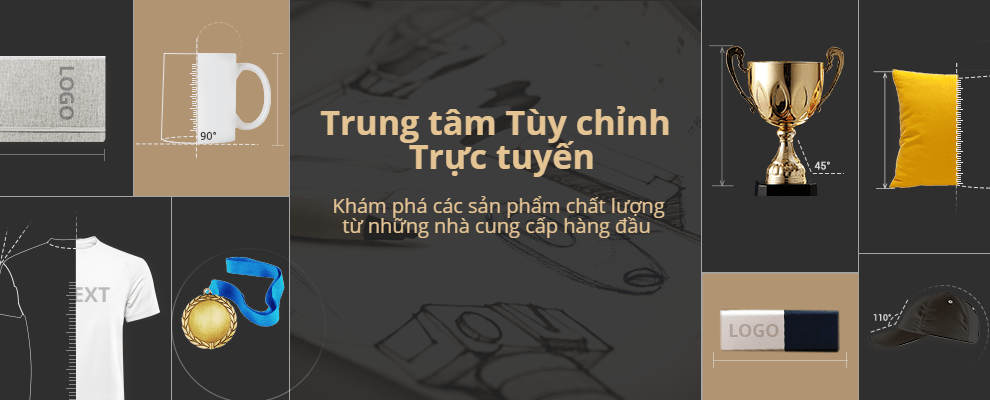 LOGO
90°
Trung tâm Tùy chỉnh
Trực tuyến
Khám phá các sản phẩm chất lượng
từ những nhà cung cấp hàng đầu
45°
EXT
LOGO
110°